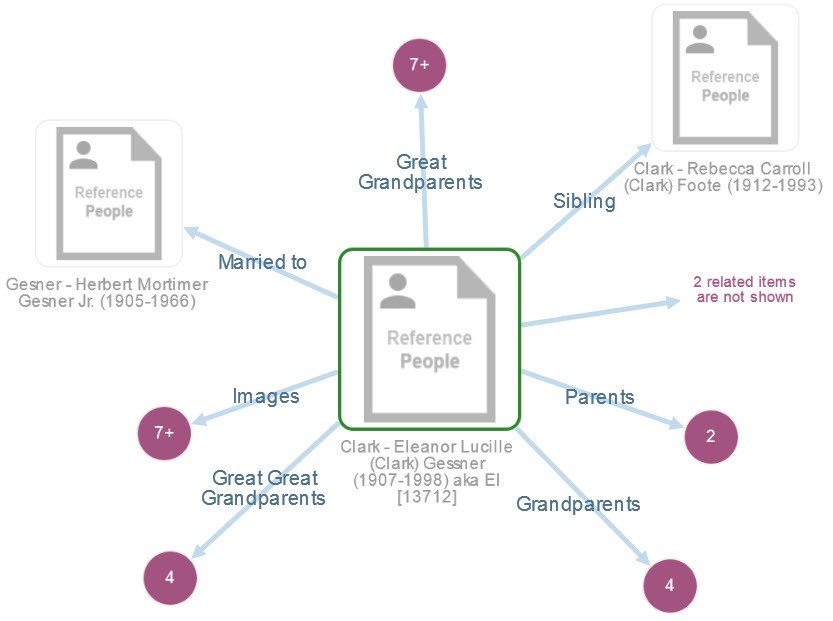 7+
Great
Grandparents
Reference
People
Clark - Rebecca Carroll
(Clark) Foote (1912-1993)
Sibling
Reference
People
Gesner - Herbert Mortimer
Gesner Jr. (1905-1966)
Married to
Reference
People
Clark - Eleanor Lucille
(Clark) Gessner
(1907-1998) aka El
[13712]
2 related items
are not shown
Images
7+
Parents
2
Great Great
Grandparents
4
Grandparents
4